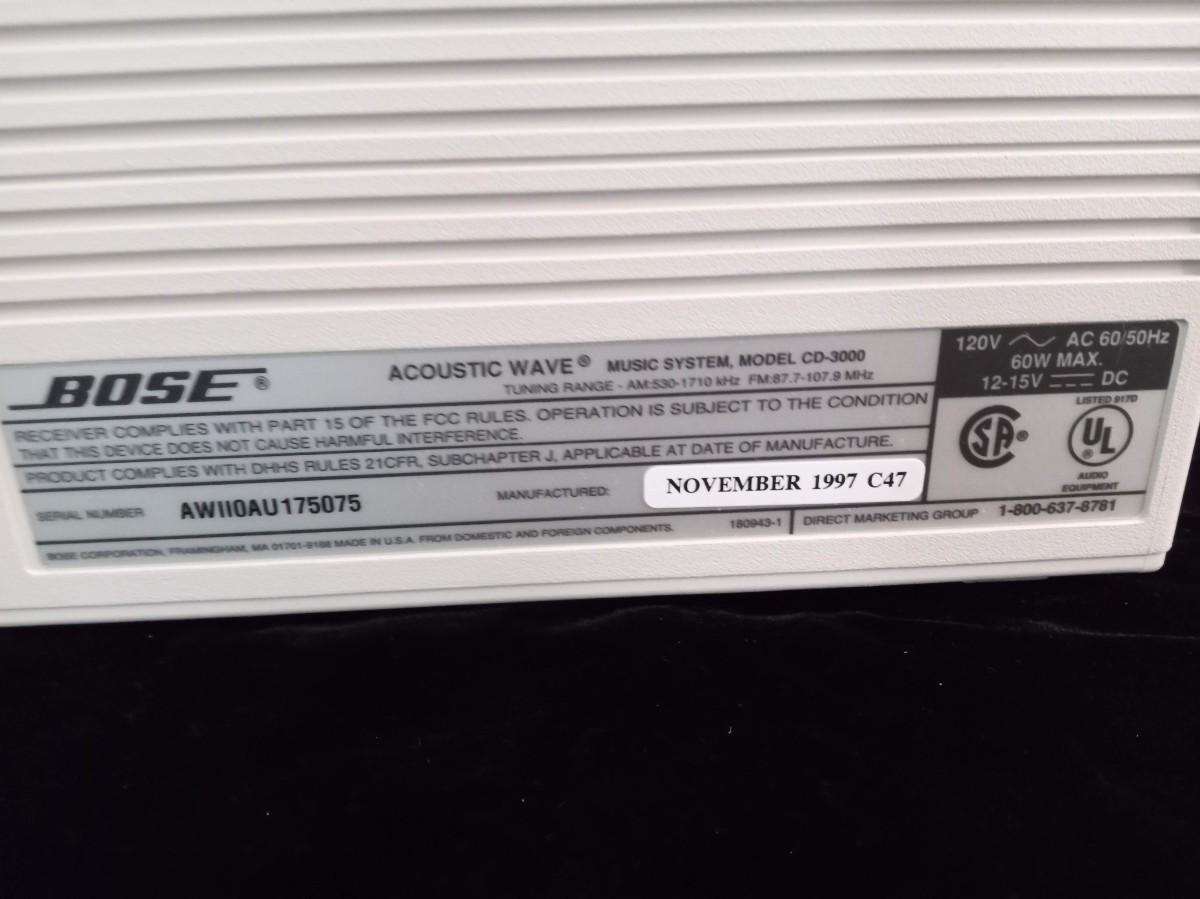 BOSE®
ACOUSTIC WAVE® MUSIC SYSTEM, MODEL CD-3000
TUNING RANGE - AM:530-1710 kHz FM:87.7-107.9 MHz
RECEIVER COMPLIES WITH PART 15 OF THE FCC RULES. OPERATION IS SUBJECT TO THE CONDITION
THAT THIS DEVICE DOES NOT CAUSE HARMFUL INTERFERENCE.
PRODUCT COMPLIES WITH DHHS RULES 21CFR, SUBCHAPTER J, APPLICABLE AT DATE OF MANUFACTURE.
SERIAL NUMBER AWII0AU175075 MANUFACTURED: NOVEMBER 1997 C47
BOSE CORPORATION, FRAMINGHAM, MA 01701-9168 MADE IN U.S.A. FROM DOMESTIC AND FOREIGN COMPONENTS. 180943-1 DIRECT MARKETING GROUP 1-800-637-8781
120V AC 60/50Hz
60W MAX.
12-15V DC
LISTED 917D
SA®
UL®
AUDIO
EQUIPMENT